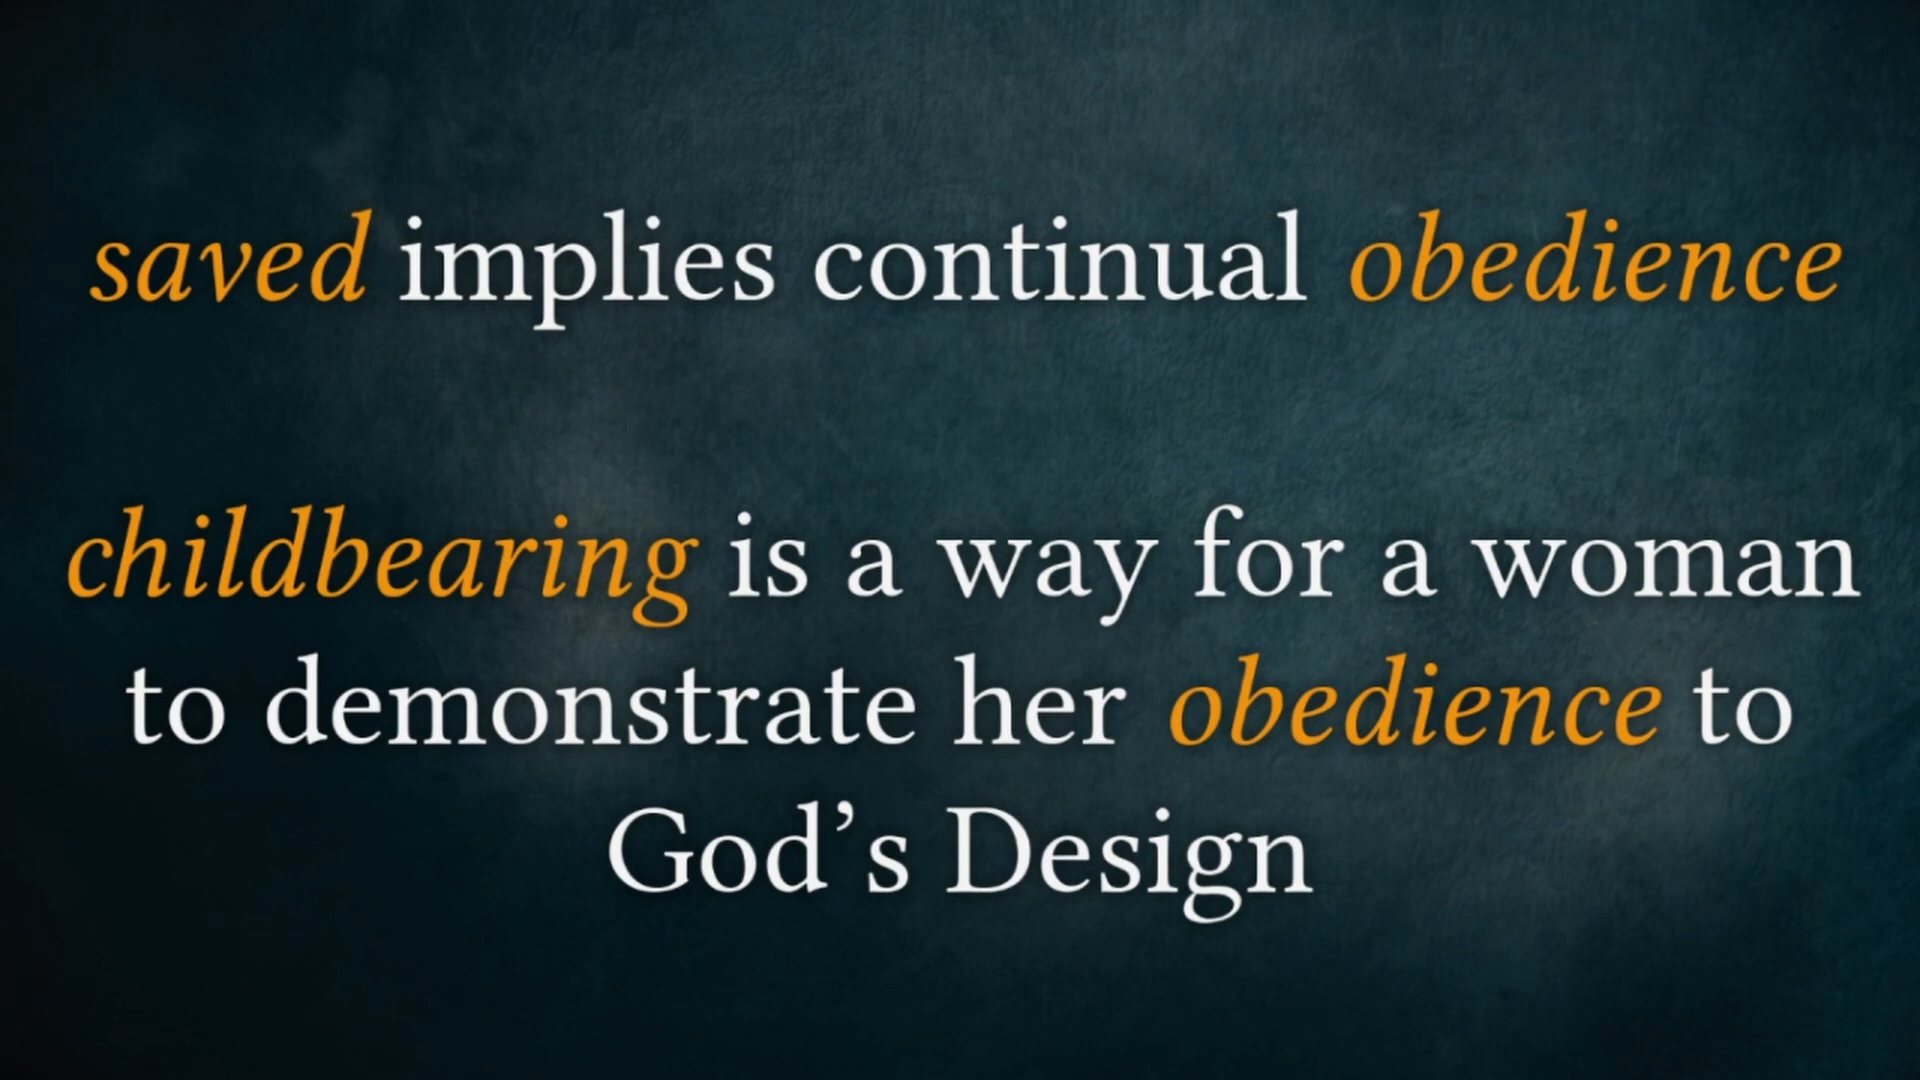 saved implies continual obedience
childbearing is a way for a woman
to demonstrate her obedience to
God’s Design